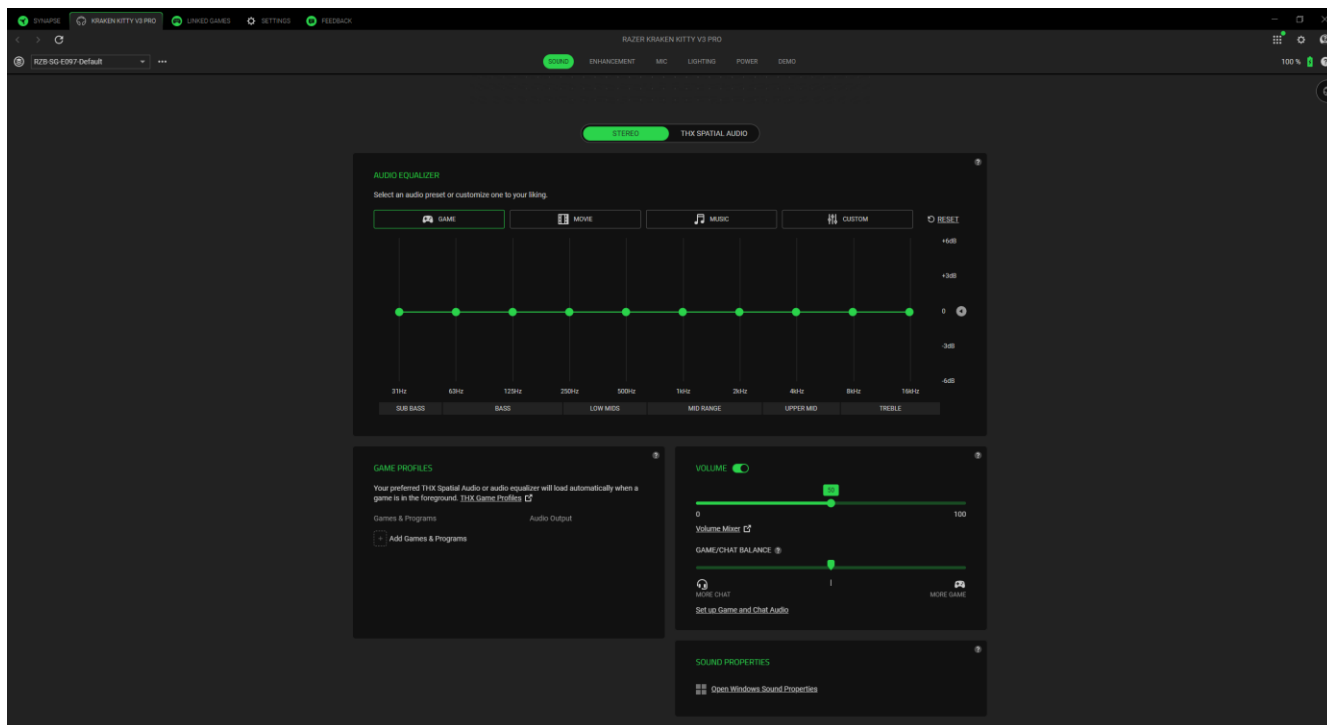 SYNAPSE KRAKEN KITTY V3 PRO LINKED GAMES SETTINGS FEEDBACK
RAZER KRAKEN KITTY V3 PRO
RZB-SG-E097-Default SOUND ENHANCEMENT MIC LIGHTING POWER DEMO 100 %
STEREO THX SPATIAL AUDIO
AUDIO EQUALIZER
Select an audio preset or customize one to your liking.
GAME MOVIE MUSIC CUSTOM RESET
+6dB
+3dB
0
-3dB
-6dB
31Hz 63Hz 125Hz 250Hz 500Hz 1kHz 2kHz 4kHz 8kHz 16kHz
SUB BASS BASS LOW MIDS MID RANGE UPPER MID TREBLE
GAME PROFILES
Your preferred THX Spatial Audio or audio equalizer will load automatically when a
game is in the foreground. THX Game Profiles
Games & Programs Audio Output
+ Add Games & Programs
VOLUME
50
0 100
Volume Mixer
GAME/CHAT BALANCE
MORE CHAT MORE GAME
Set up Game and Chat Audio
SOUND PROPERTIES
Open Windows Sound Properties